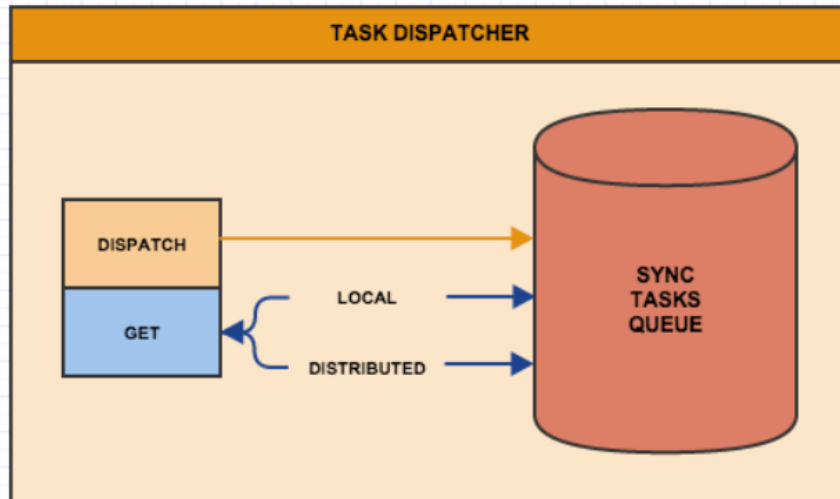 TASK DISPATCHER
DISPATCH
GET
LOCAL
DISTRIBUTED
SYNC
TASKS
QUEUE